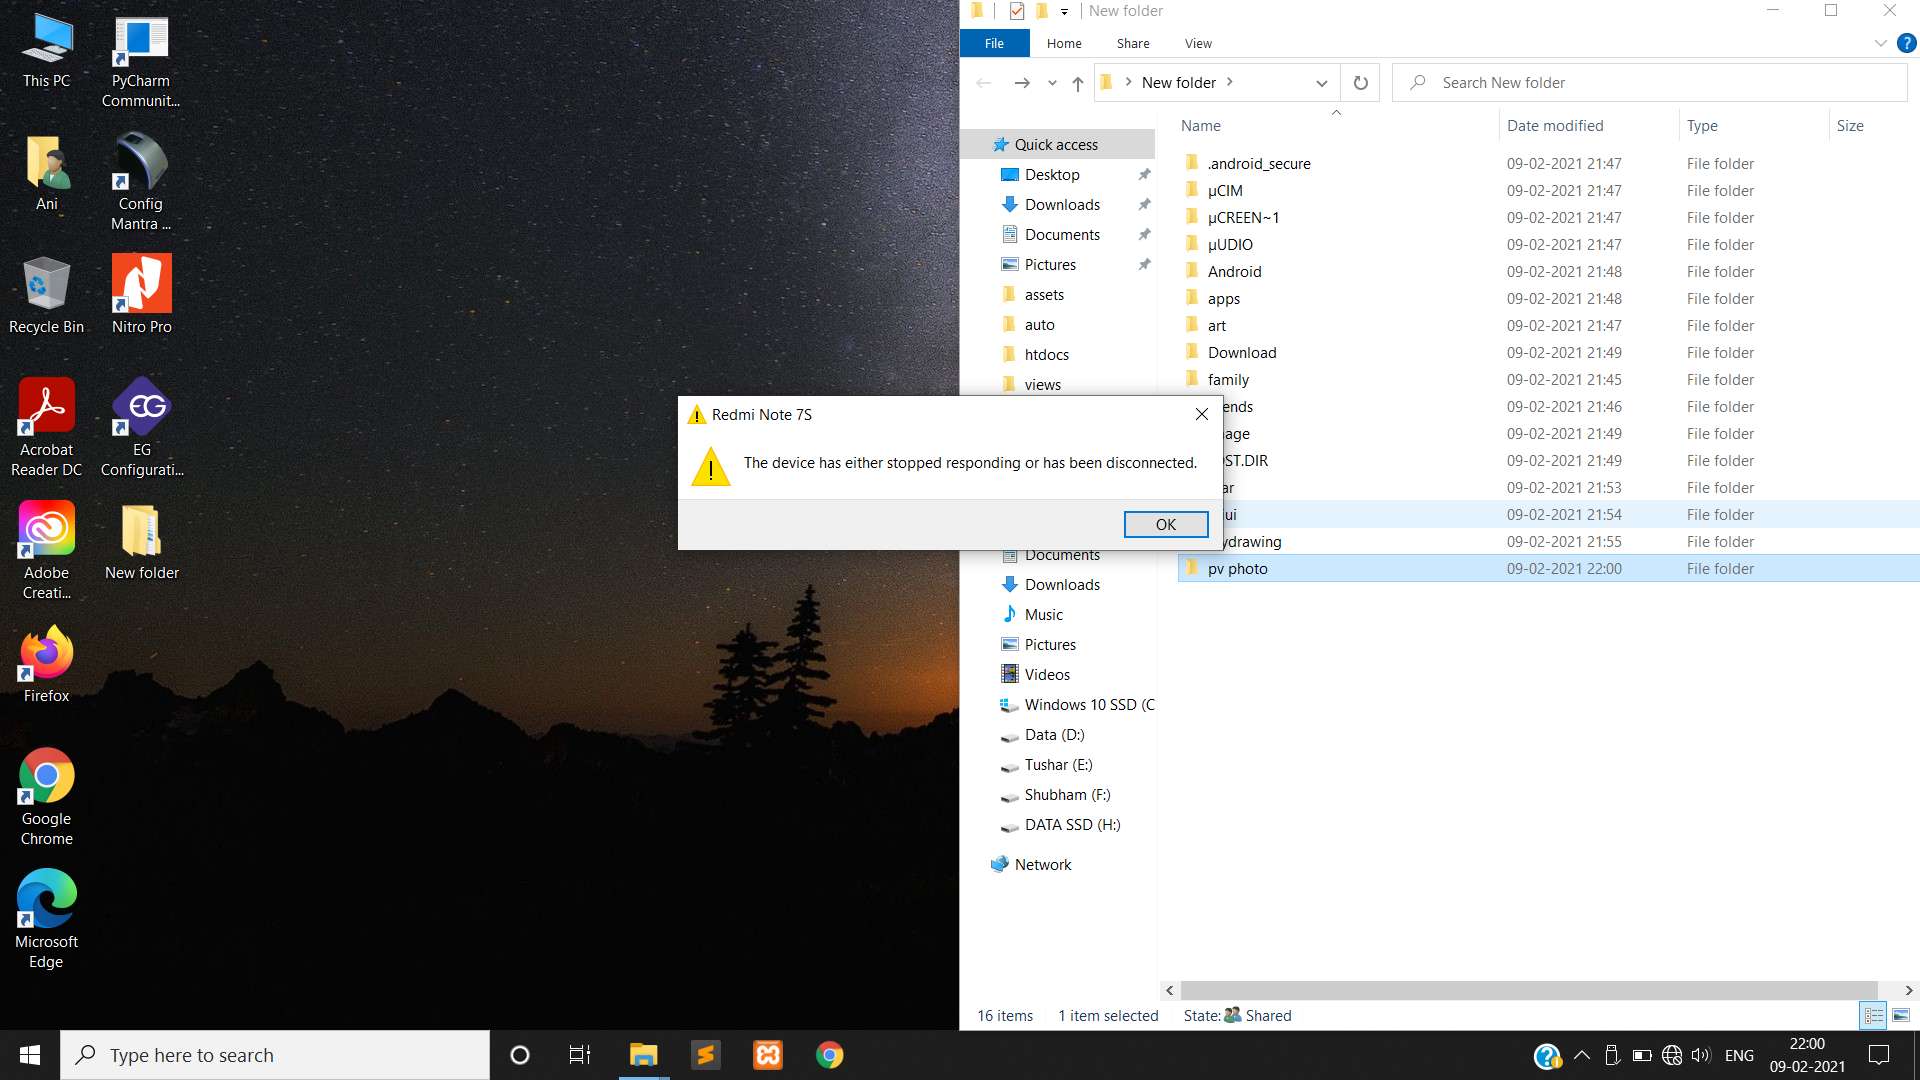 This PC
PyCharm
Communit...
Ani
Config
Mantra ...
Recycle Bin
Nitro Pro
Acrobat
Reader DC
EG
Configurati...
Adobe
Creati...
New folder
Firefox
Google
Chrome
Microsoft
Edge
New folder
File
Home
Share
View
New folder
Search New folder
Name
Date modified
Type
Size
Quick access
Desktop
Downloads
Documents
Pictures
assets
auto
htdocs
views
Documents
Downloads
Music
Pictures
Videos
Windows 10 SSD (C
Data (D:)
Tushar (E:)
Shubham (F:)
DATA SSD (H:)
Network
.android_secure 09-02-2021 21:47 File folder
µCIM 09-02-2021 21:47 File folder
µCREEN~1 09-02-2021 21:47 File folder
µUDIO 09-02-2021 21:47 File folder
Android 09-02-2021 21:48 File folder
apps 09-02-2021 21:48 File folder
art 09-02-2021 21:47 File folder
Download 09-02-2021 21:49 File folder
family 09-02-2021 21:45 File folder
ends 09-02-2021 21:46 File folder
age 09-02-2021 21:49 File folder
ST.DIR 09-02-2021 21:49 File folder
ar 09-02-2021 21:53 File folder
ui 09-02-2021 21:54 File folder
ydrawing 09-02-2021 21:55 File folder
pv photo 09-02-2021 22:00 File folder
Redmi Note 7S
The device has either stopped responding or has been disconnected.
OK
16 items 1 item selected State: Shared
Type here to search
ENG
22:00
09-02-2021